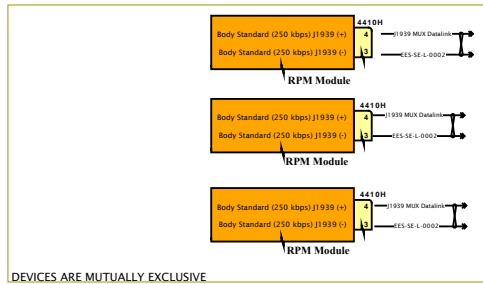 4410H
Body Standard (250 kbps) J1939 (+) 4 J1939 MUX Datalink
Body Standard (250 kbps) J1939 (-) 3 EES-SE-L-0002
RPM Module
4410H
Body Standard (250 kbps) J1939 (+) 4 J1939 MUX Datalink
Body Standard (250 kbps) J1939 (-) 3 EES-SE-L-0002
RPM Module
4410H
Body Standard (250 kbps) J1939 (+) 4 J1939 MUX Datalink
Body Standard (250 kbps) J1939 (-) 3 EES-SE-L-0002
RPM Module
DEVICES ARE MUTUALLY EXCLUSIVE